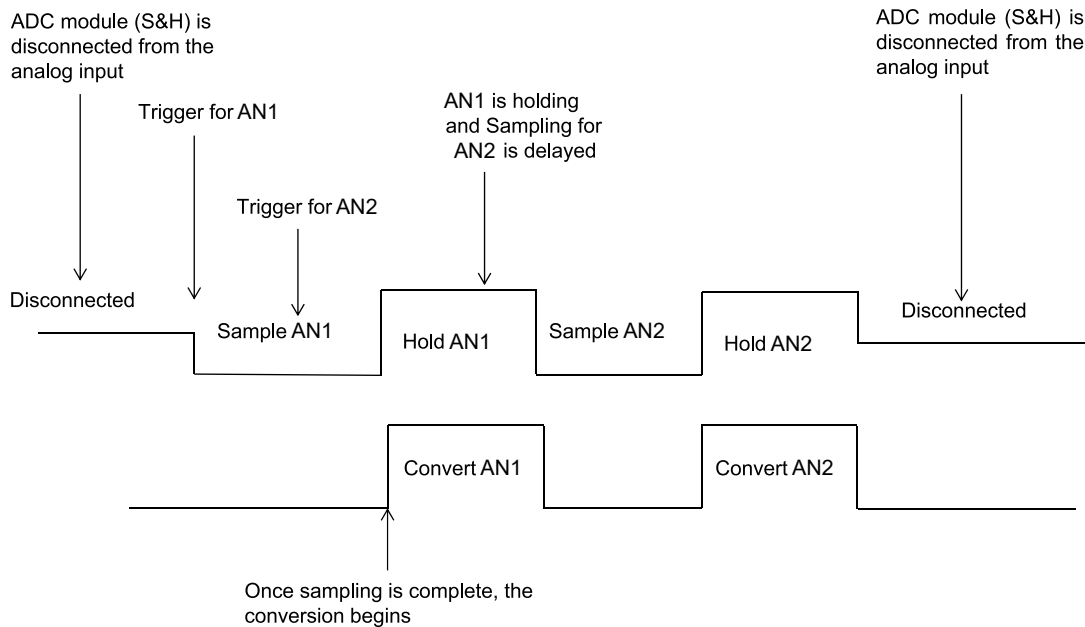 ADC module (S&H) is
disconnected from the
analog input
ADC module (S&H) is
disconnected from the
analog input
Trigger for AN1
AN1 is holding
and Sampling for
AN2 is delayed
Trigger for AN2
Disconnected
Sample AN1
Hold AN1
Sample AN2
Hold AN2
Disconnected
Convert AN1
Convert AN2
Once sampling is complete, the
conversion begins